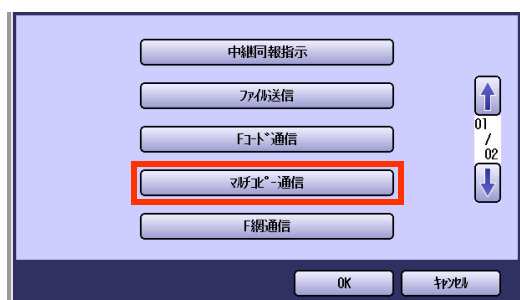 中継同報指示
ﾌｧｲﾙ送信
Fｺｰﾄﾞ通信
ﾏﾙﾁｺﾋﾟｰ通信
F網通信
01
/
02
OK
ｷｬﾝｾﾙ